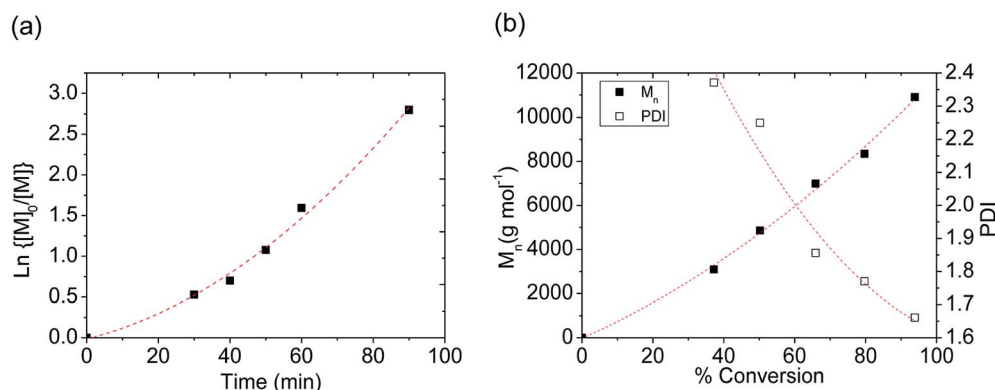 (a)
3.0
2.5
2.0
1.5
1.0
0.5
0.0
0 20 40 60 80 100
Time (min)
Ln {[M]₀/[M]}
(b)
12000
10000
8000
6000
4000
2000
0
Mₙ(g mol⁻¹)
Mₙ
PDI
2.4
2.3
2.2
2.1
2.0
1.9
1.8
1.7
1.6
PDI
0 20 40 60 80 100
% Conversion